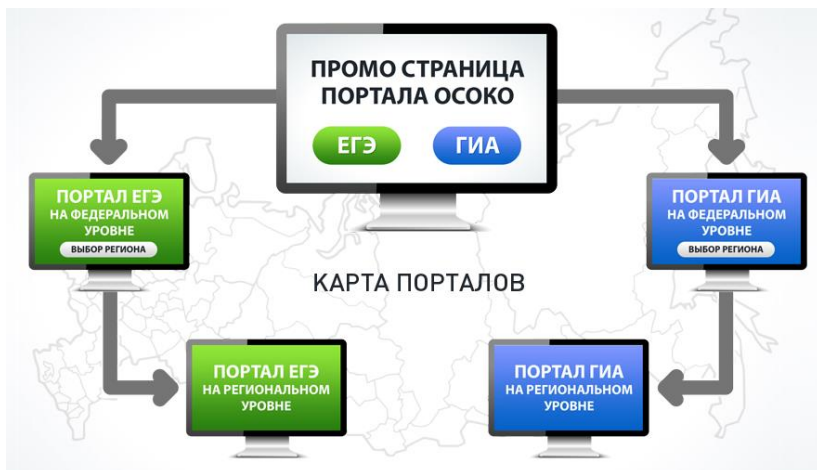 ПРОМО СТРАНИЦА
ПОРТАЛА ОСОКО
ЕГЭ
ГИА
ПОРТАЛ ЕГЭ
НА ФЕДЕРАЛЬНОМ
УРОВНЕ
ВЫБОР РЕГИОНА
ПОРТАЛ ГИА
НА ФЕДЕРАЛЬНОМ
УРОВНЕ
ВЫБОР РЕГИОНА
КАРТА ПОРТАЛОВ
ПОРТАЛ ЕГЭ
НА РЕГИОНАЛЬНОМ
УРОВНЕ
ПОРТАЛ ГИА
НА РЕГИОНАЛЬНОМ
УРОВНЕ